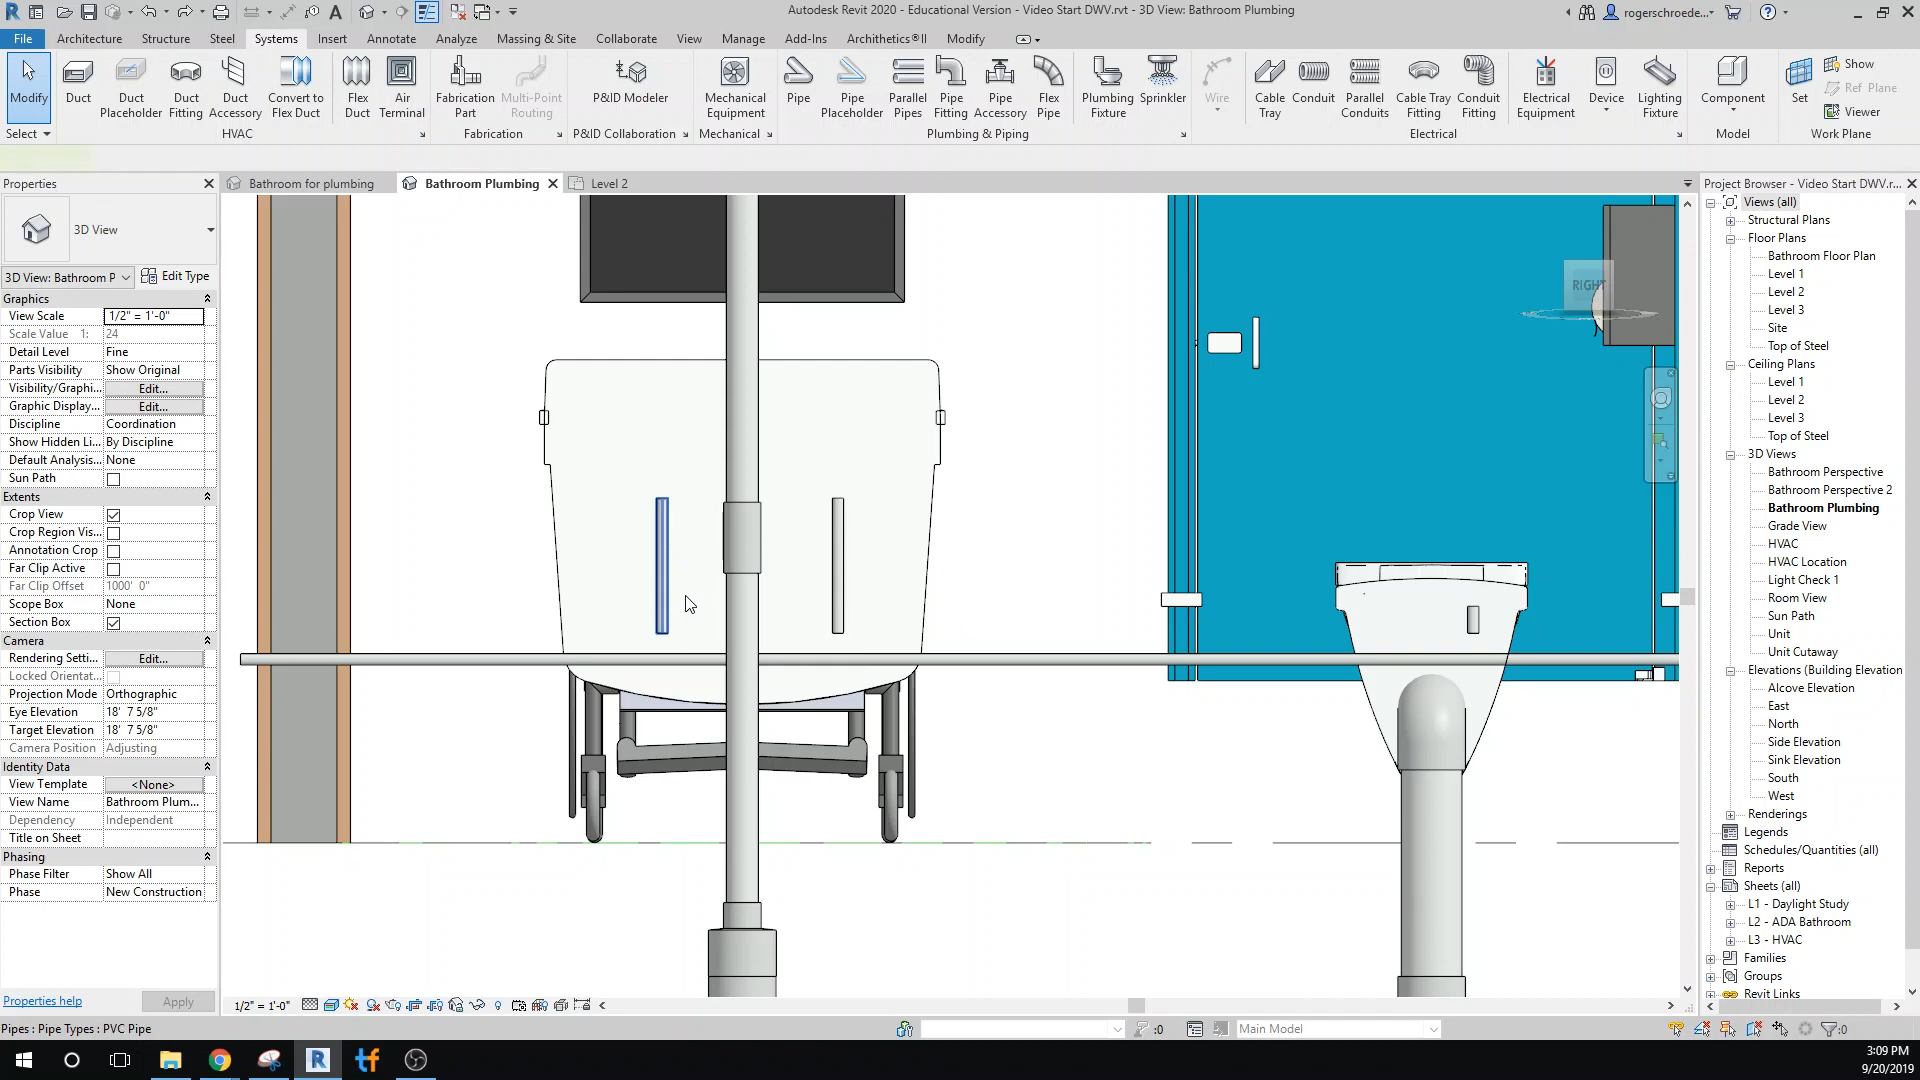 Autodesk Revit 2020 - Educational Version - Video Start DWV.rvt - 3D View: Bathroom Plumbing
rogerschroede...
File Architecture Structure Steel Systems Insert Annotate Analyze Massing & Site Collaborate View Manage Add-Ins Archithetics®II Modify
Modify
Duct
Duct Placeholder
Duct Fitting
Duct Accessory
Convert to Flex Duct
Flex Duct
Air Terminal
Fabrication Part
Multi-Point Routing
P&ID Modeler
Mechanical Equipment
Pipe
Pipe Placeholder
Parallel Pipes
Pipe Fitting
Pipe Accessory
Flex Pipe
Plumbing Fixture
Sprinkler
Wire
Cable Tray
Conduit
Parallel Conduits
Cable Tray Fitting
Conduit Fitting
Electrical Equipment
Device
Lighting Fixture
Component
Set
Show
Ref Plane
Viewer
Select HVAC Fabrication P&ID Collaboration Mechanical Plumbing & Piping Electrical Model Work Plane
Properties
Bathroom for plumbing
Bathroom Plumbing
Level 2
Project Browser - Video Start DWV.r...
3D View
3D View: Bathroom P
Edit Type
Graphics
View Scale 1/2" = 1'-0"
Scale Value 1: 24
Detail Level Fine
Parts Visibility Show Original
Visibility/Graphi... Edit...
Graphic Display... Edit...
Discipline Coordination
Show Hidden Li... By Discipline
Default Analysis... None
Sun Path
Extents
Crop View
Crop Region Vis...
Annotation Crop
Far Clip Active
Far Clip Offset 1000' 0"
Scope Box None
Section Box
Camera
Rendering Setti... Edit...
Locked Orientat...
Projection Mode Orthographic
Eye Elevation 18' 7 5/8"
Target Elevation 18' 7 5/8"
Camera Position Adjusting
Identity Data
View Template <None>
View Name Bathroom Plum...
Dependency Independent
Title on Sheet
Phasing
Phase Filter Show All
Phase New Construction
Properties help
Apply
RIGHT
Views (all)
Structural Plans
Floor Plans
Bathroom Floor Plan
Level 1
Level 2
Level 3
Site
Top of Steel
Ceiling Plans
Level 1
Level 2
Level 3
Top of Steel
3D Views
Bathroom Perspective
Bathroom Perspective 2
Bathroom Plumbing
Grade View
HVAC
HVAC Location
Light Check 1
Room View
Sun Path
Unit
Unit Cutaway
Elevations (Building Elevation
Alcove Elevation
East
North
Side Elevation
Sink Elevation
South
West
Renderings
Legends
Schedules/Quantities (all)
Reports
Sheets (all)
L1 - Daylight Study
L2 - ADA Bathroom
L3 - HVAC
Families
Groups
Revit Links
1/2" = 1'-0"
Pipes : Pipe Types : PVC Pipe
:0
Main Model
:0
3:09 PM
9/20/2019